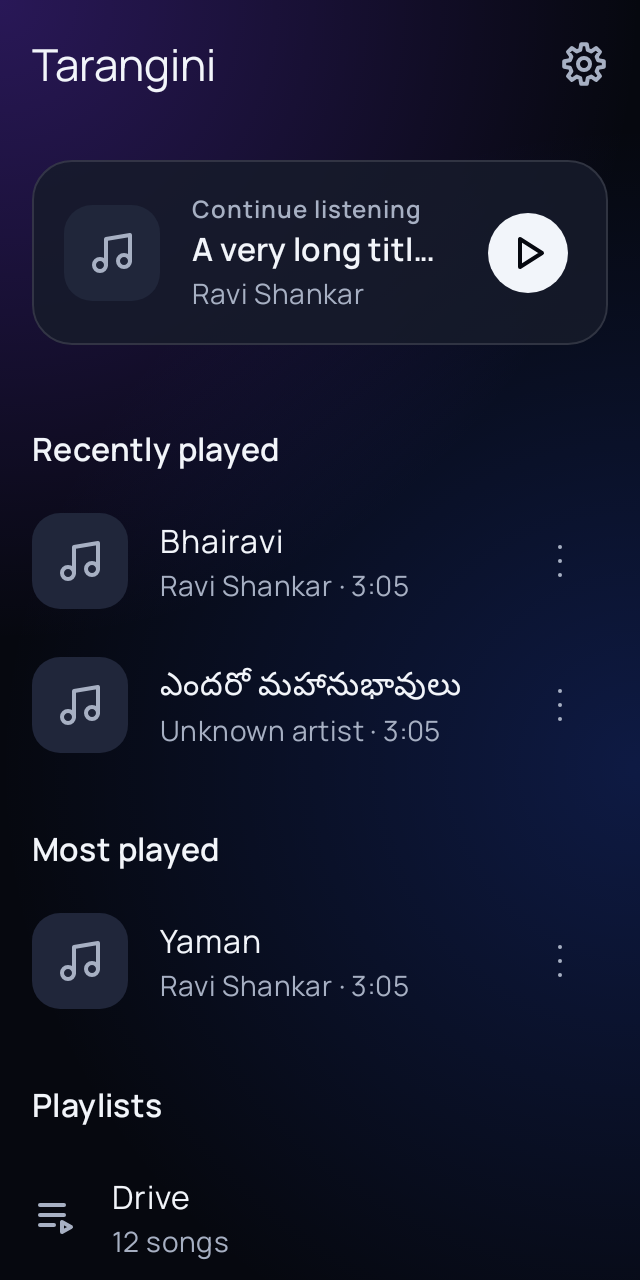 Tarangini
Continue listening
A very long titl...
Ravi Shankar
Recently played
Bhairavi
Ravi Shankar · 3:05
ఎందరో మహానుభావులు
Unknown artist · 3:05
Most played
Yaman
Ravi Shankar · 3:05
Playlists
Drive
12 songs